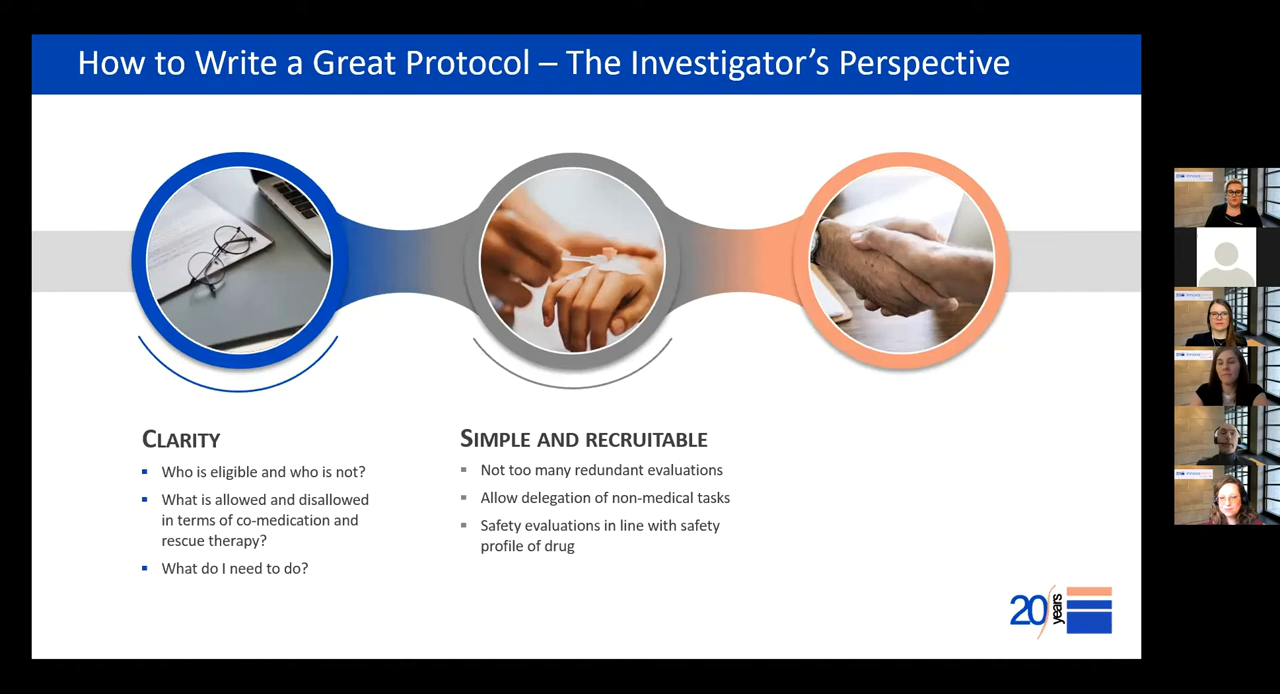 How to Write a Great Protocol – The Investigator's Perspective
CLARITY
Who is eligible and who is not?
What is allowed and disallowed
in terms of co-medication and
rescue therapy?
What do I need to do?
SIMPLE AND RECRUITABLE
Not too many redundant evaluations
Allow delegation of non-medical tasks
Safety evaluations in line with safety
profile of drug
20 years